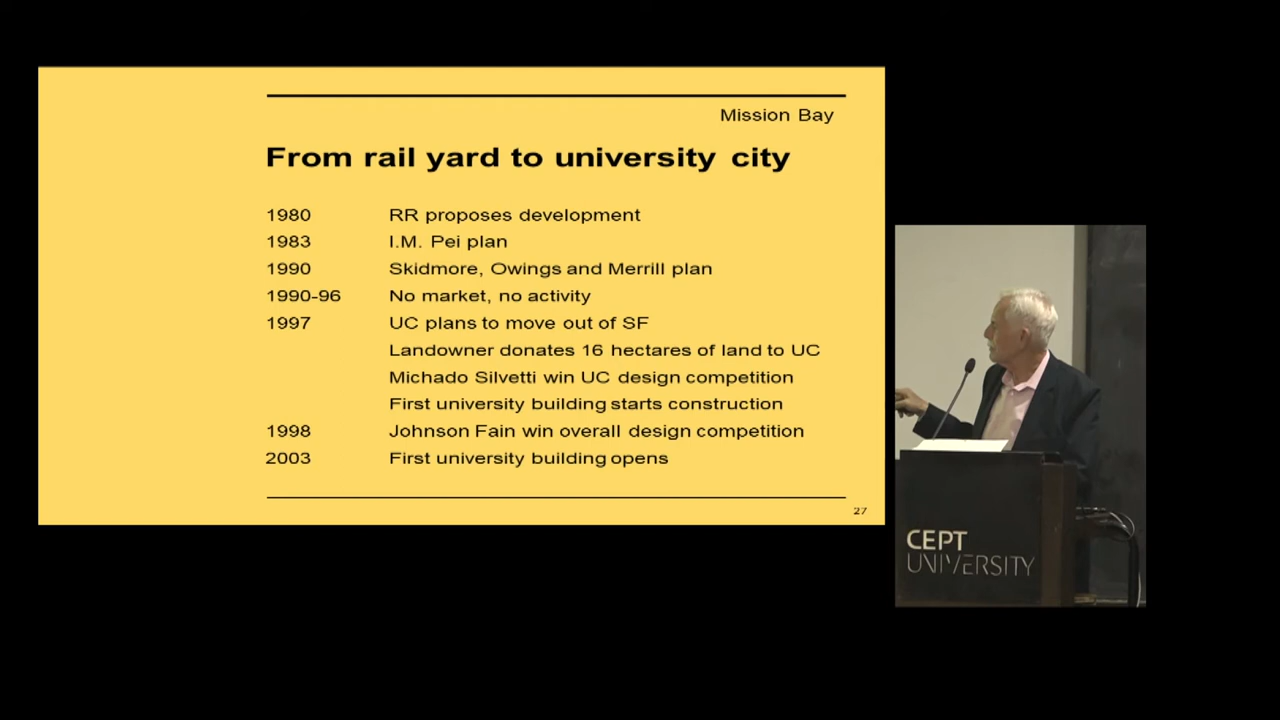 Mission Bay
From rail yard to university city
1980 RR proposes development
1983 I.M. Pei plan
1990 Skidmore, Owings and Merrill plan
1990-96 No market, no activity
1997 UC plans to move out of SF
Landowner donates 16 hectares of land to UC
Michado Silvetti win UC design competition
First university building starts construction
1998 Johnson Fain win overall design competition
2003 First university building opens
27
CEPT
UNIVERSITY